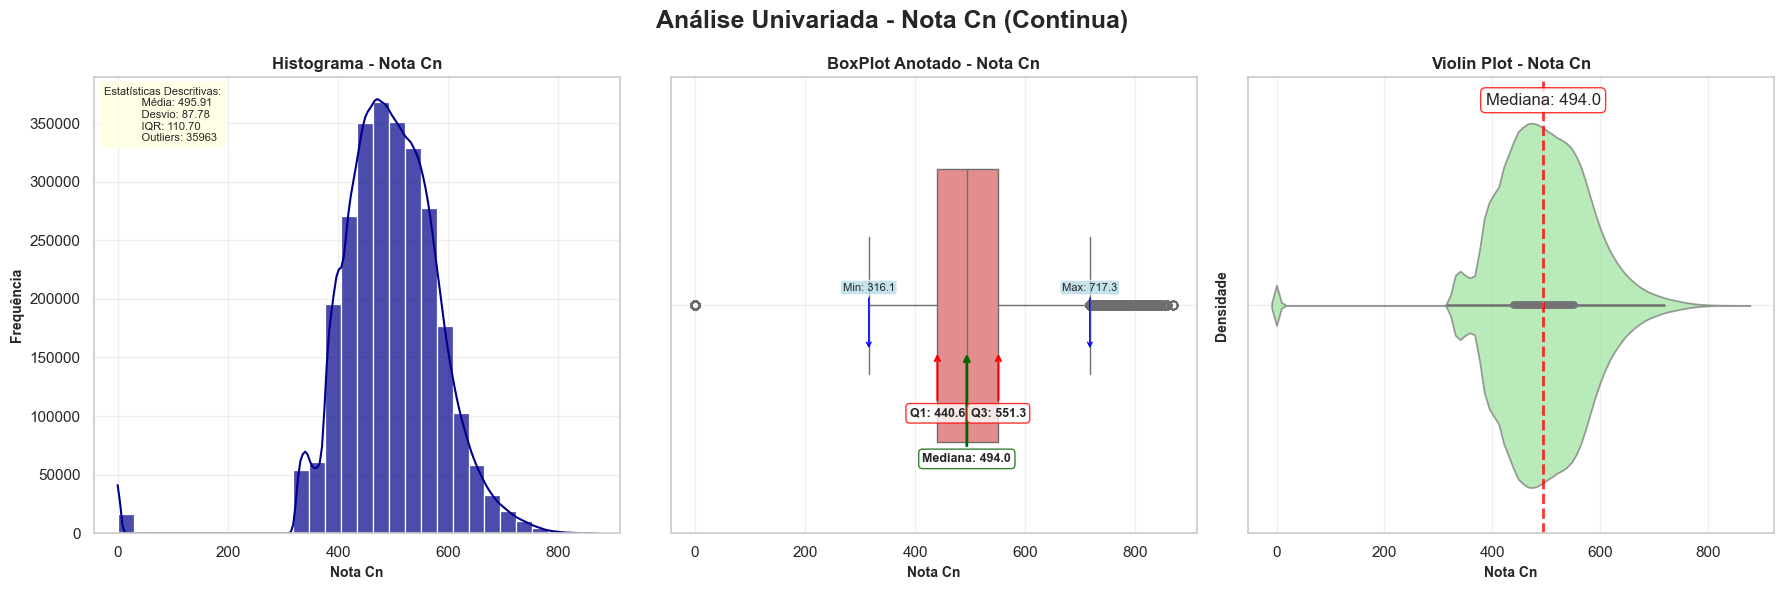 Análise Univariada - Nota Cn (Continua)
Histograma - Nota Cn
Estatísticas Descritivas:
Média: 495.91
Desvio: 87.78
IQR: 110.70
Outliers: 35963
Frequência
350000
300000
250000
200000
150000
100000
50000
0
0 200 400 600 800
Nota Cn
BoxPlot Anotado - Nota Cn
Min: 316.1
Max: 717.3
Q1: 440.6
Q3: 551.3
Mediana: 494.0
0 200 400 600 800
Nota Cn
Violin Plot - Nota Cn
Mediana: 494.0
Densidade
0 200 400 600 800
Nota Cn